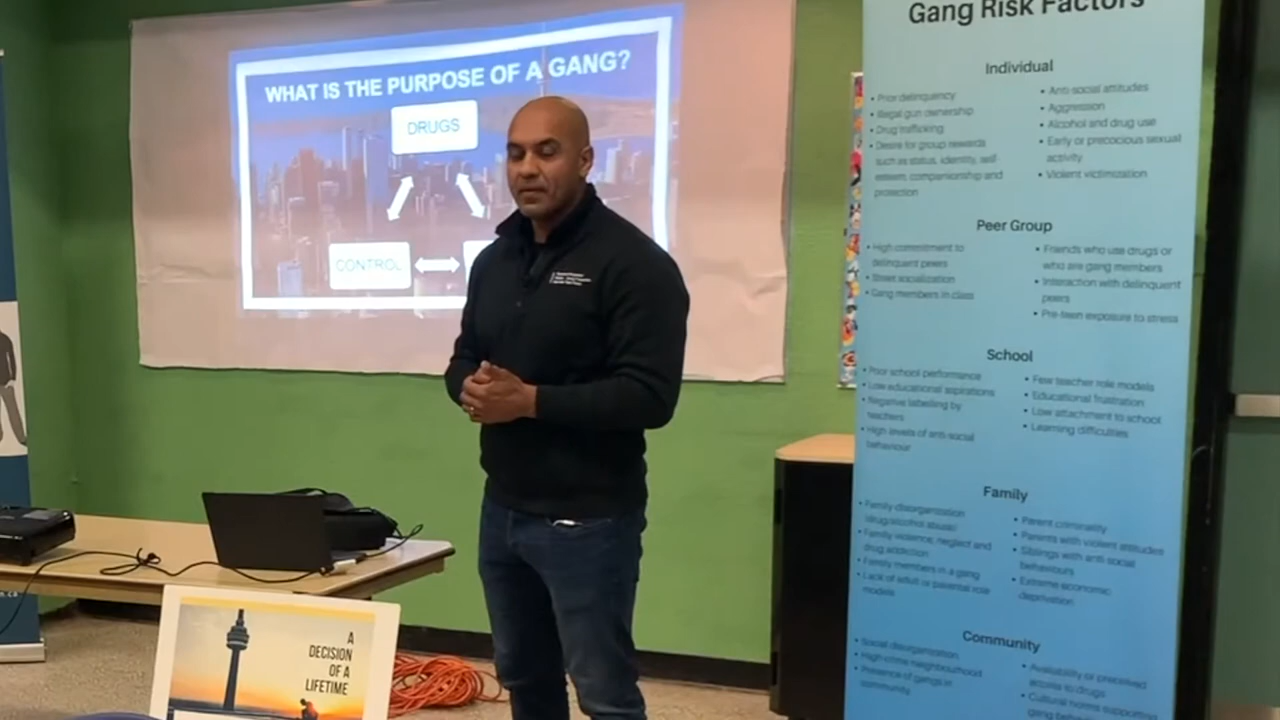 WHAT IS THE PURPOSE OF A GANG?
DRUGS
CONTROL
A
DECISION
OF A
LIFETIME
Gang Risk Factors
Individual
• Prior delinquency
• Illegal gun ownership
• Drug trafficking
• Desire for group rewards
such as status, identity, self-
esteem, companionship and
protection
• Anti-social attitudes
• Aggression
• Alcohol and drug use
• Early or precocious sexual
activity
• Violent victimization
Peer Group
• High commitment to
delinquent peers
• Street socialization
• Gang members in class
• Friends who use drugs or
who are gang members
• Interaction with delinquent
peers
• Pre-teen exposure to stress
School
• Poor school performance
• Low educational aspirations
• Negative labelling by
teachers
• High levels of anti-social
behaviour
• Few teacher role models
• Educational frustration
• Low attachment to school
• Learning difficulties
Family
• Family disorganization
(drug/alcohol abuse)
• Family violence, neglect and
drug addiction
• Family members in a gang
• Lack of adult or parental role
models
• Parent criminality
• Parents with violent attitudes
• Siblings with anti-social
behaviours
• Extreme economic
deprivation
Community
• Social disorganization
• High crime neighbourhood
• Presence of gangs in
community
• Availability or perceived
access to drugs
• Cultural norms supporting